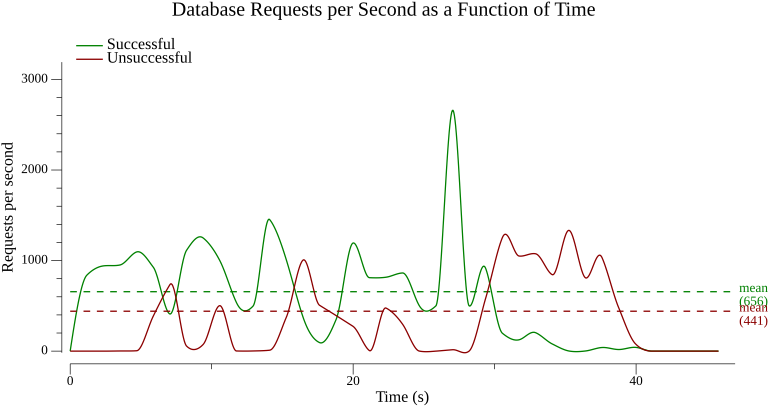 Database Requests per Second as a Function of Time
Successful
Unsuccessful
3000
2000
1000
0
Requests per second
mean
(656)
mean
(441)
0
20
40
Time (s)